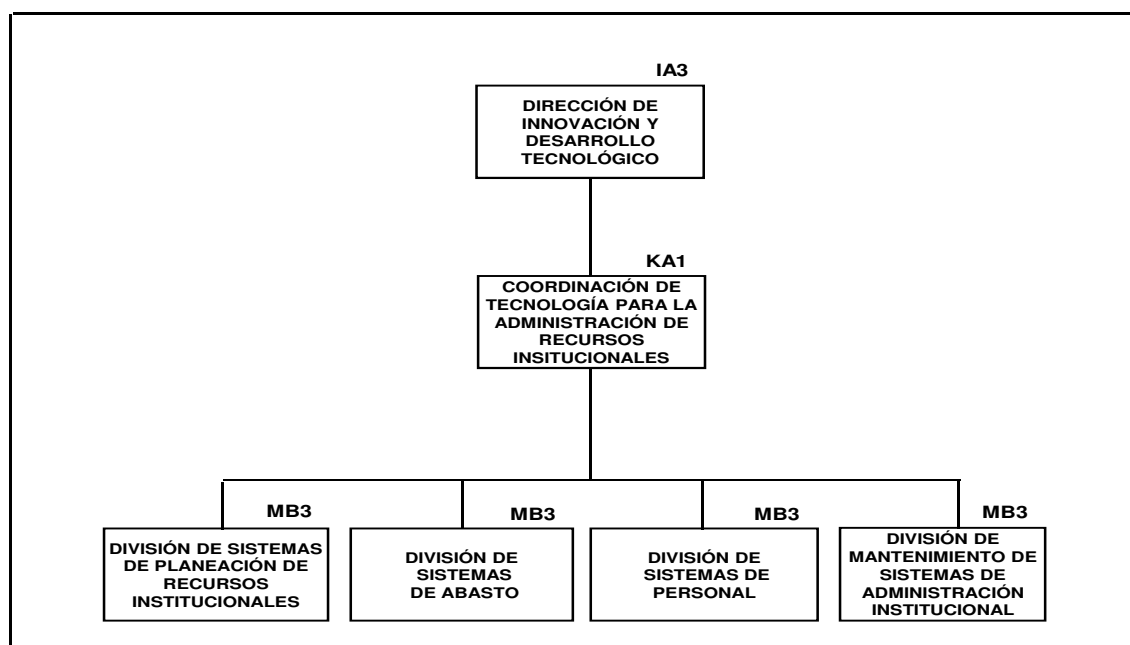 IA3
DIRECCIÓN DE
INNOVACIÓN Y
DESARROLLO
TECNOLÓGICO
KA1
COORDINACIÓN DE
TECNOLOGÍA PARA LA
ADMINISTRACIÓN DE
RECURSOS
INSITUCIONALES
MB3
DIVISIÓN DE SISTEMAS
DE PLANEACIÓN DE
RECURSOS
INSTITUCIONALES
MB3
DIVISIÓN DE
SISTEMAS
DE ABASTO
MB3
DIVISIÓN DE
SISTEMAS DE
PERSONAL
MB3
DIVISIÓN DE
MANTENIMIENTO DE
SISTEMAS DE
ADMINISTRACIÓN
INSTITUCIONAL